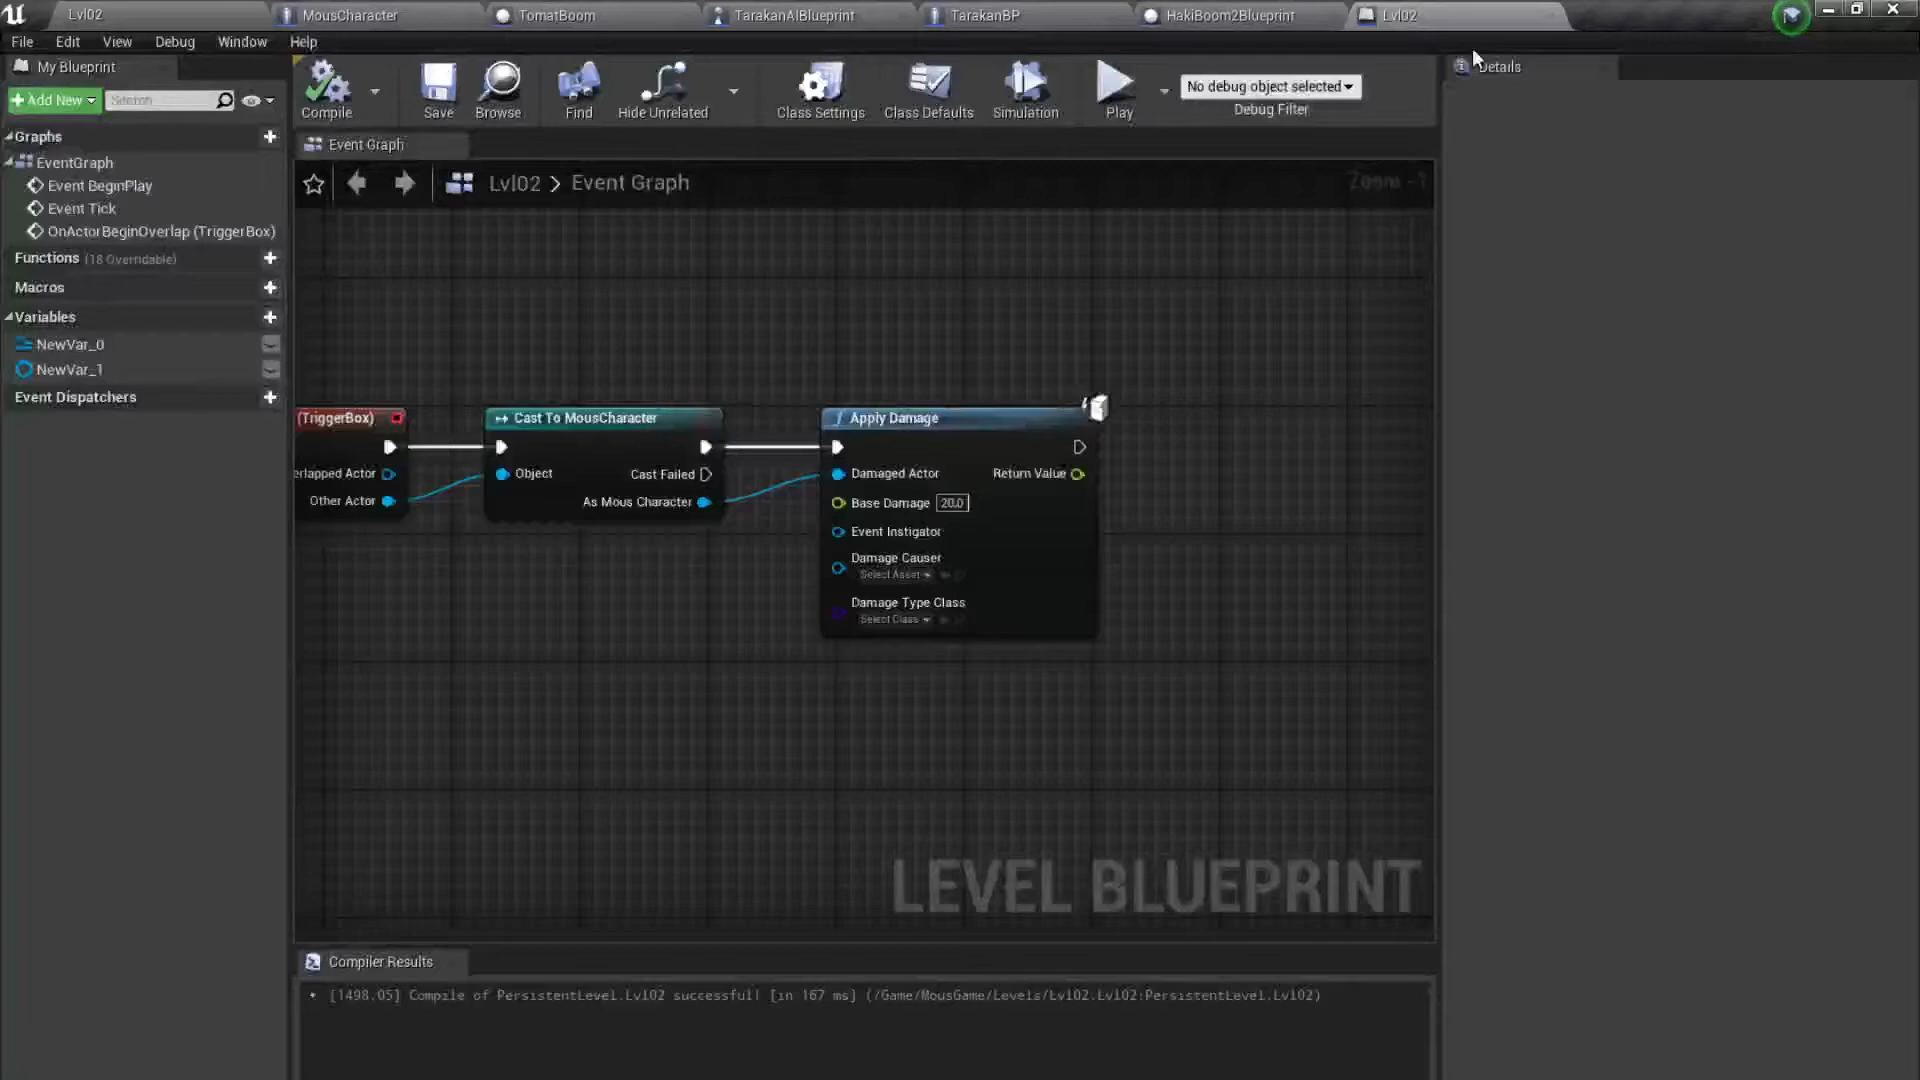 Lvl02
MousCharacter
TomatBoom
TarakanAIBlueprint
TarakanBP
HakiBoom2Blueprint
Lvl02
File Edit View Debug Window Help
My Blueprint
Add New
Search
Compile
Save
Browse
Find
Hide Unrelated
Class Settings
Class Defaults
Simulation
Play
No debug object selected
Debug Filter
Details
Graphs
EventGraph
Event BeginPlay
Event Tick
OnActorBeginOverlap (TriggerBox)
Functions (18 Overridable)
Macros
Variables
NewVar_0
NewVar_1
Event Dispatchers
Event Graph
Lvl02 > Event Graph
Zoom -1
(TriggerBox)
erlapped Actor
Other Actor
Cast To MousCharacter
Object
Cast Failed
As Mous Character
Apply Damage
Damaged Actor
Return Value
Base Damage 20.0
Event Instigator
Damage Causer
Select Asset
Damage Type Class
Select Class
LEVEL BLUEPRINT
Compiler Results
[1498.05] Compile of PersistentLevel.Lvl02 successful! [in 167 ms] (/Game/MousGame/Levels/Lvl02.Lvl02:PersistentLevel.Lvl02)